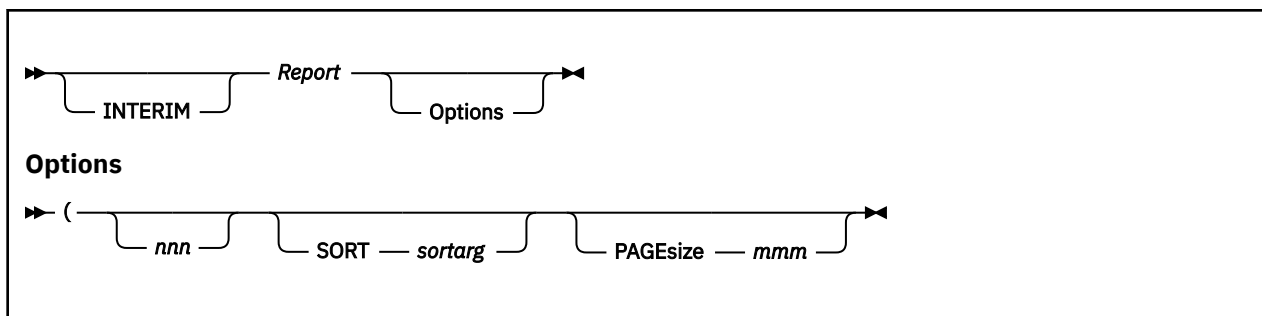 Report
INTERIM
Options
Options
(
nnn
SORT sortarg
PAGEsize mmm